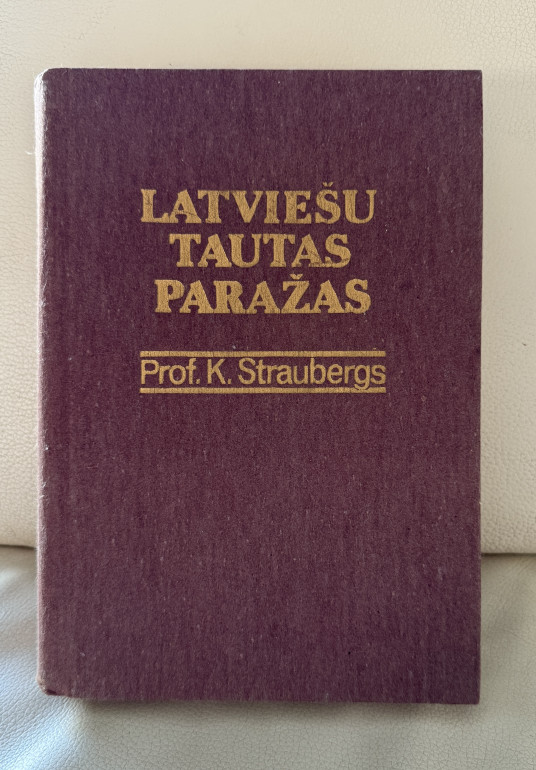 LATVIEŠU
TAUTAS
PARAŽAS
Prof. K. Straubergs